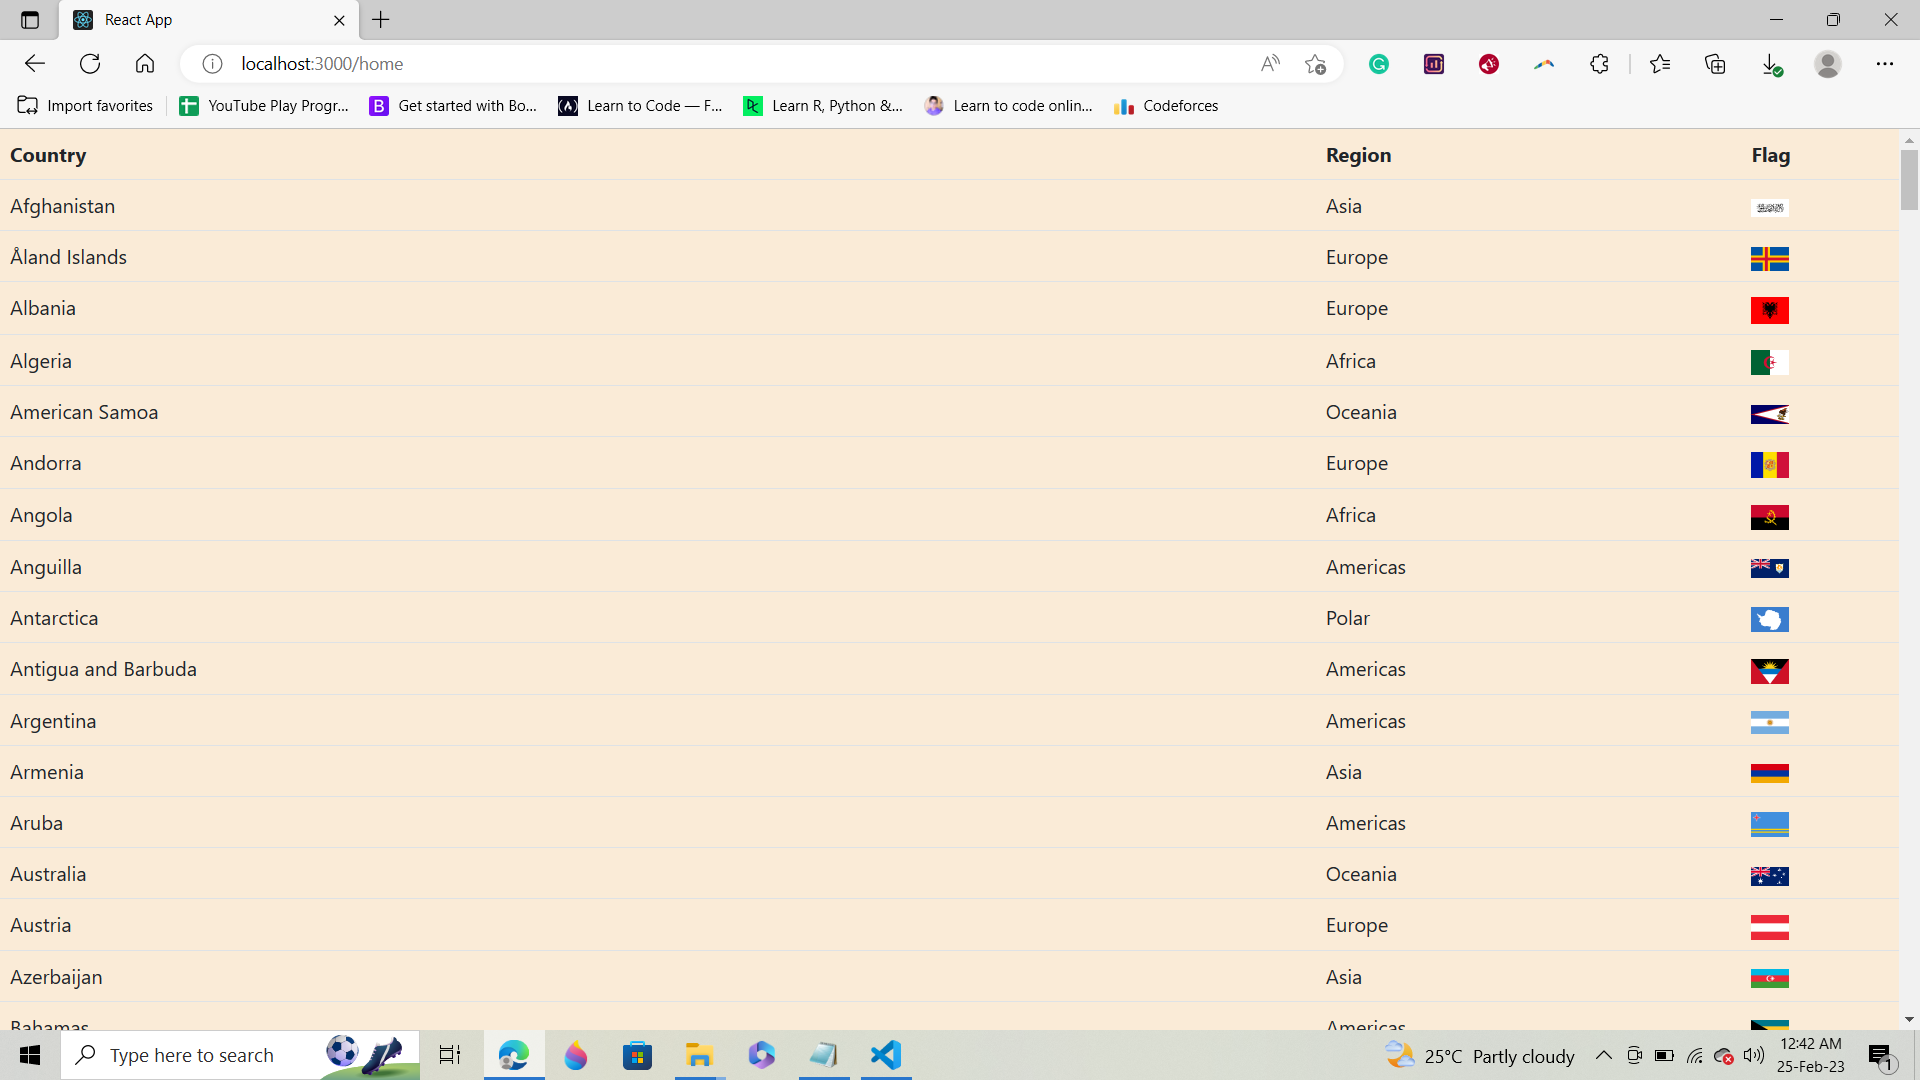 React App
localhost:3000/home
Import favorites
YouTube Play Progr...
Get started with Bo...
Learn to Code — F...
Learn R, Python &...
Learn to code onlin...
Codeforces
Country Region Flag
Afghanistan Asia
Åland Islands Europe
Albania Europe
Algeria Africa
American Samoa Oceania
Andorra Europe
Angola Africa
Anguilla Americas
Antarctica Polar
Antigua and Barbuda Americas
Argentina Americas
Armenia Asia
Aruba Americas
Australia Oceania
Austria Europe
Azerbaijan Asia
Bahamas Americas
Type here to search
25°C Partly cloudy
12:42 AM
25-Feb-23
1